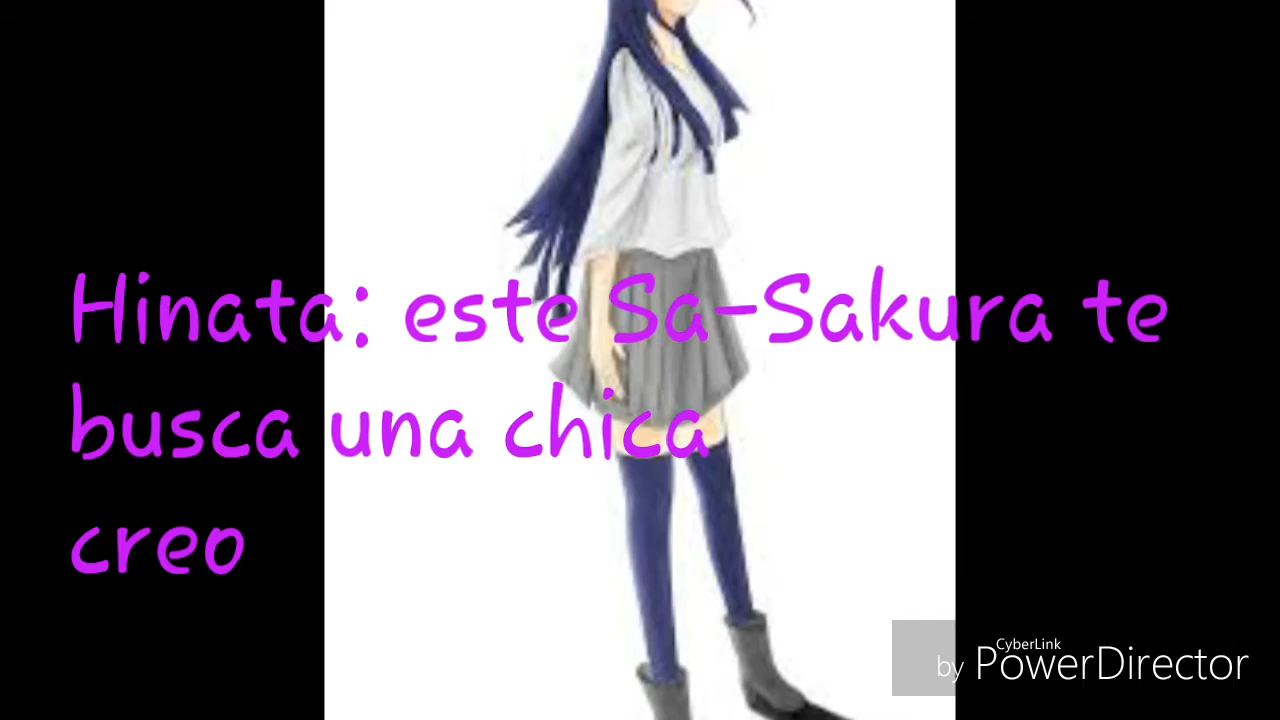 Hinata: este Sa-Sakura te
busca una chica
creo
CyberLink
by PowerDirector